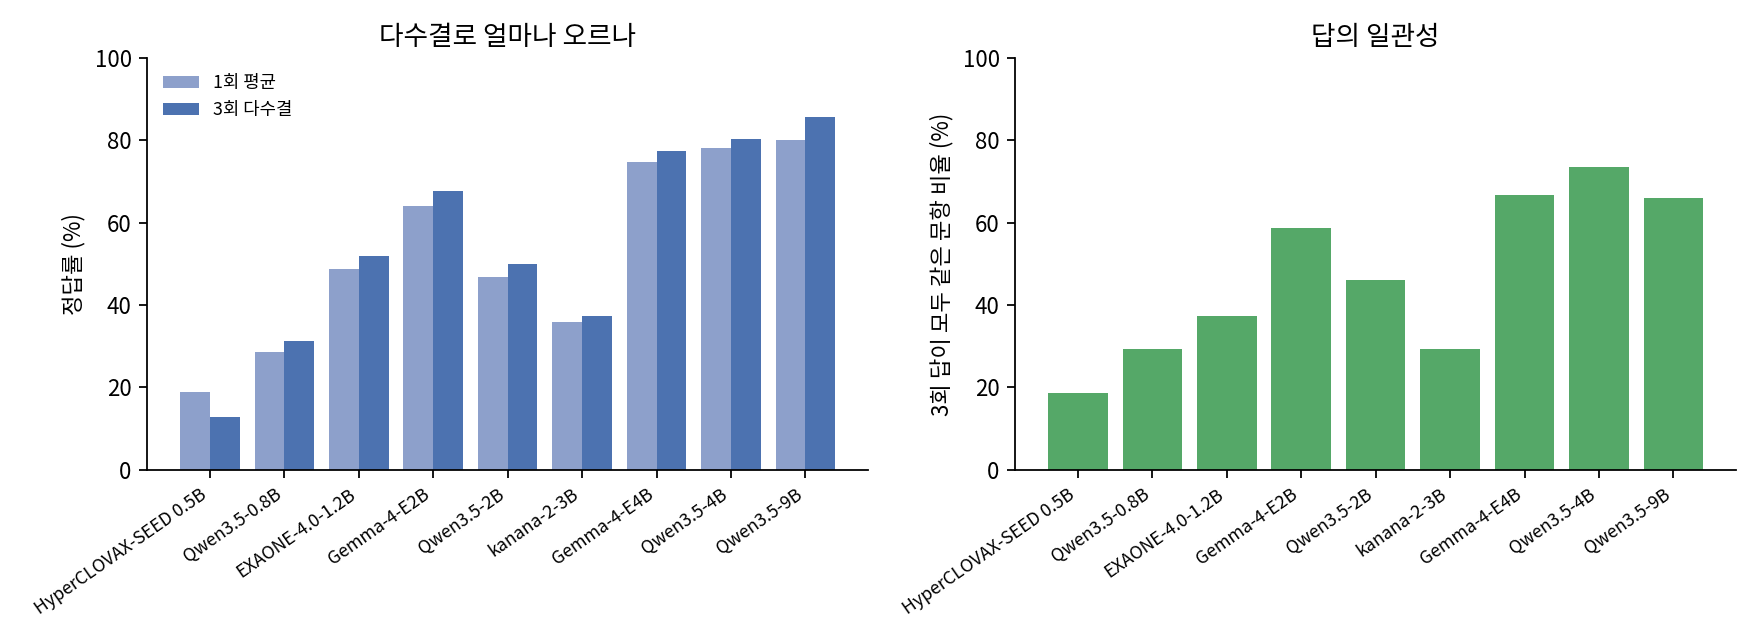 다수결로 얼마나 오르나
1회 평균
3회 다수결
정답률 (%)
100
80
60
40
20
0
HyperCLOVAX-SEED 0.5B
Qwen3.5-0.8B
EXAONE-4.0-1.2B
Gemma-4-E2B
Qwen3.5-2B
kanana-2-3B
Gemma-4-E4B
Qwen3.5-4B
Qwen3.5-9B
답의 일관성
3회 답이 모두 같은 문항 비율 (%)
100
80
60
40
20
0
HyperCLOVAX-SEED 0.5B
Qwen3.5-0.8B
EXAONE-4.0-1.2B
Gemma-4-E2B
Qwen3.5-2B
kanana-2-3B
Gemma-4-E4B
Qwen3.5-4B
Qwen3.5-9B